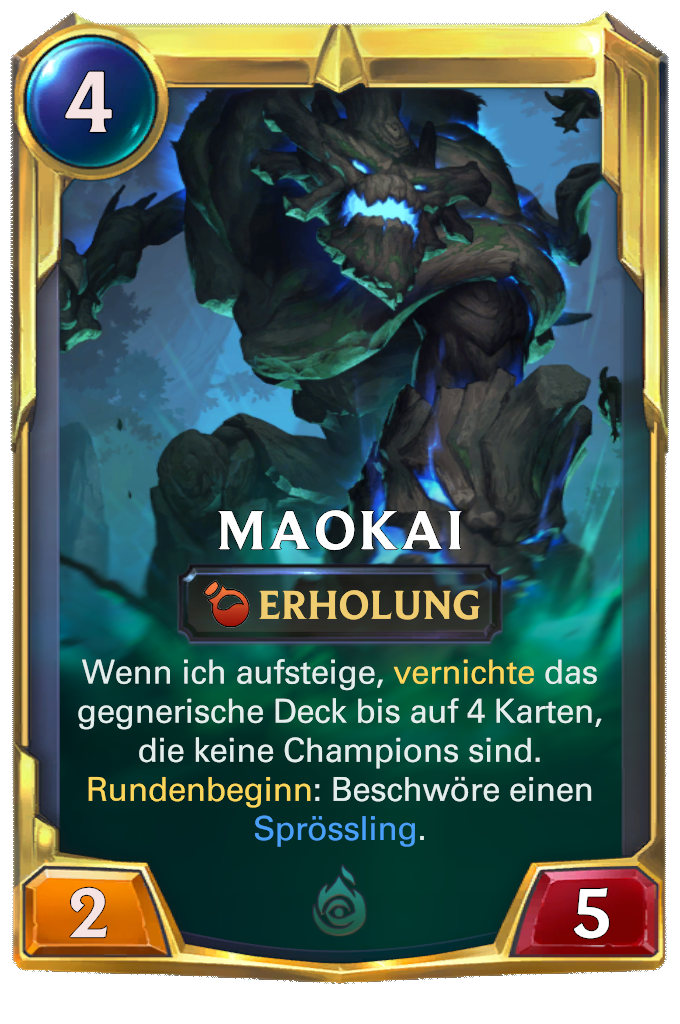 4
MAOKAI
ERHOLUNG
Wenn ich aufsteige, vernichte das
gegnerische Deck bis auf 4 Karten,
die keine Champions sind.
Rundenbeginn: Beschwöre einen
Sprössling.
2
5